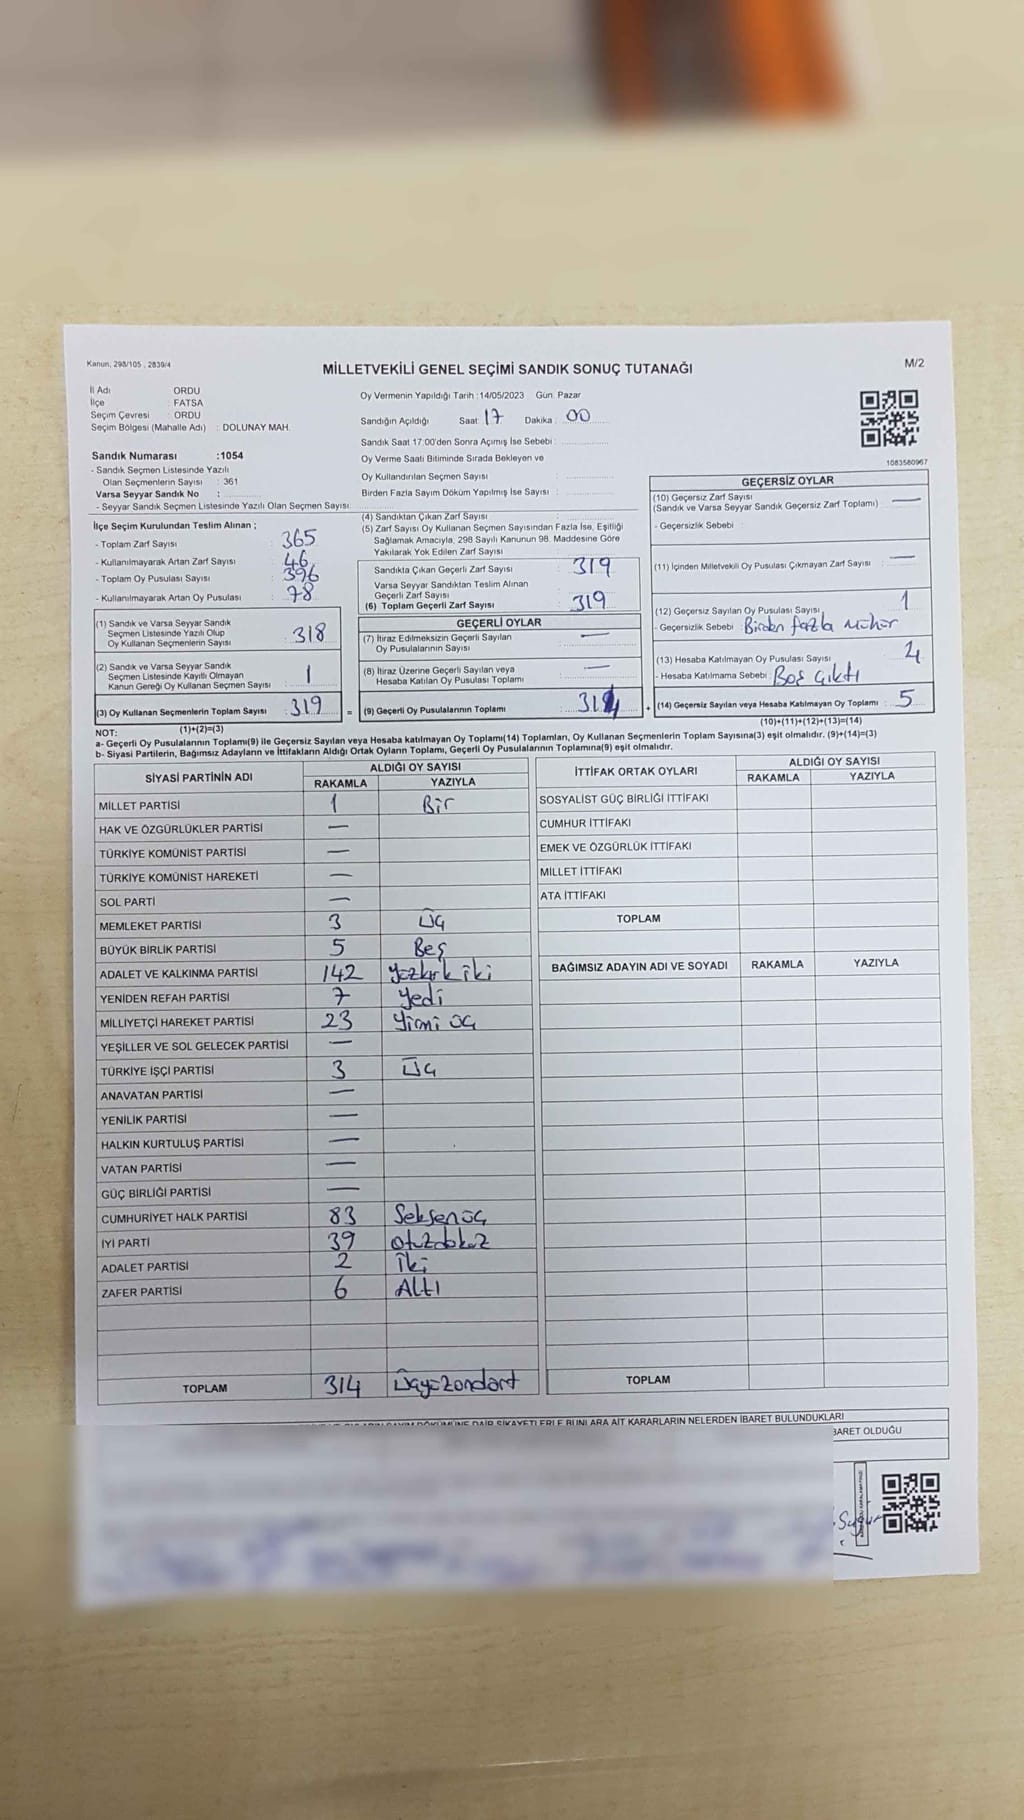 Kanun, 298/105 , 2839/4
MİLLETVEKİLİ GENEL SEÇİMİ SANDIK SONUÇ TUTANAĞI
M/2
İl Adı ORDU
İlçe : FATSA
Seçim Çevresi : ORDU
Seçim Bölgesi (Mahalle Adı) : DOLUNAY MAH.
Sandık Numarası :1054
- Sandık Seçmen Listesinde Yazılı
Olan Seçmenlerin Sayısı : 361
Varsa Seyyar Sandık No :
- Seyyar Sandık Seçmen Listesinde Yazılı Olan Seçmen Sayısı
Oy Vermenin Yapıldığı Tarih : 14/05/2023 Gün: Pazar
Sandığın Açıldığı Saat: 17 Dakika : 00
Sandık Saat 17:00'den Sonra Açımış İse Sebebi :
Oy Verme Saati Bitiminde Sırada Bekleyen ve
Oy Kullandırılan Seçmen Sayısı
Birden Fazla Sayım Döküm Yapılmış İse Sayısı :
1083580967
İlçe Seçim Kurulundan Teslim Alınan ;
- Toplam Zarf Sayısı : 365
- Kullanılmayarak Artan Zarf Sayısı : 46
- Toplam Oy Pusulası Sayısı : 396
- Kullanılmayarak Artan Oy Pusulası : 78
(1) Sandık ve Varsa Seyyar Sandık
Seçmen Listesinde Yazılı Olup
Oy Kullanan Seçmenlerin Sayısı : 318
(2) Sandık ve Varsa Seyyar Sandık
Seçmen Listesinde Kayıtlı Olmayan
Kanun Gereği Oy Kullanan Seçmen Sayısı : 1
(3) Oy Kullanan Seçmenlerin Toplam Sayısı : 319 =
(1)+(2)=(3)
(4) Sandıktan Çıkan Zarf Sayısı :
(5) Zarf Sayısı Oy Kullanan Seçmen Sayısından Fazla İse, Eşitliği
Sağlamak Amacıyla, 298 Sayılı Kanunun 98. Maddesine Göre
Yakılarak Yok Edilen Zarf Sayısı
Sandıkta Çıkan Geçerli Zarf Sayısı : 319
Varsa Seyyar Sandıktan Teslim Alınan
Geçerli Zarf Sayısı
(6) Toplam Geçerli Zarf Sayısı : 319
GEÇERLİ OYLAR
(7) İtiraz Edilmeksizin Geçerli Sayılan
Oy Pusulalarının Sayısı : —
(8) İtiraz Üzerine Geçerli Sayılan veya
Hesaba Katılan Oy Pusulası Toplamı : —
(9) Geçerli Oy Pusulalarının Toplamı : 314 +
GEÇERSİZ OYLAR
(10) Geçersiz Zarf Sayısı
(Sandık ve Varsa Seyyar Sandık Geçersiz Zarf Toplamı) : —
- Geçersizlik Sebebi :
(11) İçinden Milletvekili Oy Pusulası Çıkmayan Zarf Sayısı : —
(12) Geçersiz Sayılan Oy Pusulası Sayısı 1
- Geçersizlik Sebebi : Birden fazla mühür
(13) Hesaba Katılmayan Oy Pusulası Sayısı 4
- Hesaba Katılmama Sebebi : Boş çıktı
(14) Geçersiz Sayılan veya Hesaba Katılmayan Oy Toplamı : 5
(10)+(11)+(12)+(13)=(14)
NOT:
a- Geçerli Oy Pusulalarının Toplamı(9) ile Geçersiz Sayılan veya Hesaba katılmayan Oy Toplamı(14) Toplamları, Oy Kullanan Seçmenlerin Toplam Sayısına(3) eşit olmalıdır. (9)+(14)=(3)
b- Siyasi Partilerin, Bağımsız Adayların ve İttifakların Aldığı Ortak Oyların Toplamı, Geçerli Oy Pusulalarının Toplamına(9) eşit olmalıdır.
SİYASİ PARTİNİN ADI ALDIĞI OY SAYISI
RAKAMLA YAZIYLA
MİLLET PARTİSİ 1 Bir
HAK VE ÖZGÜRLÜKLER PARTİSİ —
TÜRKİYE KOMÜNİST PARTİSİ —
TÜRKİYE KOMÜNİST HAREKETİ —
SOL PARTİ —
MEMLEKET PARTİSİ 3 Üç
BÜYÜK BİRLİK PARTİSİ 5 Beş
ADALET VE KALKINMA PARTİSİ 142 Yüzkırk iki
YENİDEN REFAH PARTİSİ 7 Yedi
MİLLİYETÇİ HAREKET PARTİSİ 23 Yirmi üç
YEŞİLLER VE SOL GELECEK PARTİSİ —
TÜRKİYE İŞÇİ PARTİSİ 3 Üç
ANAVATAN PARTİSİ —
YENİLİK PARTİSİ —
HALKIN KURTULUŞ PARTİSİ —
VATAN PARTİSİ —
GÜÇ BİRLİĞİ PARTİSİ —
CUMHURİYET HALK PARTİSİ 83 Seksenüç
İYİ PARTİ 39 Otuzdokuz
ADALET PARTİSİ 2 İki
ZAFER PARTİSİ 6 Altı
TOPLAM 314 Üçyüzondört
İTTİFAK ORTAK OYLARI ALDIĞI OY SAYISI
RAKAMLA YAZIYLA
SOSYALİST GÜÇ BİRLİĞİ İTTİFAKI
CUMHUR İTTİFAKI
EMEK VE ÖZGÜRLÜK İTTİFAKI
MİLLET İTTİFAKI
ATA İTTİFAKI
TOPLAM
BAĞIMSIZ ADAYIN ADI VE SOYADI RAKAMLA YAZIYLA
TOPLAM
SAYIM DÖKÜMÜNE DAİR ŞİKAYETLERLE BUNLARA AİT KARARLARIN NELERDEN İBARET BULUNDUKLARI
BARET OLDUĞU